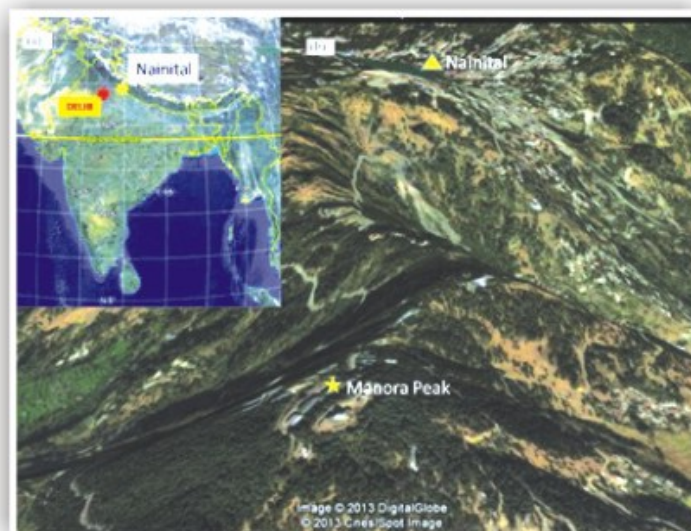 (a)
Nainital
DELHI
(b)
Nainital
Manora Peak
Image © 2013 DigitalGlobe
© 2013 Cnes/Spot Image